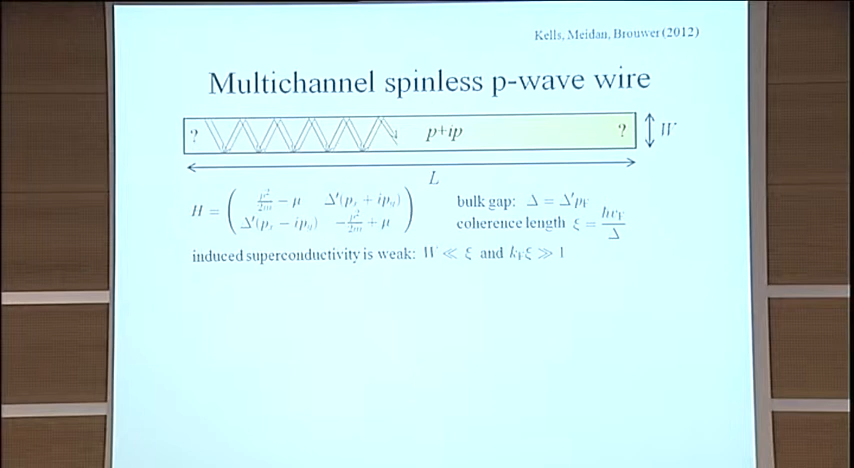 Kells, Meidan, Brouwer (2012)
Multichannel spinless p-wave wire
? p+ip ? W
L
H = ( p²/2m − μ Δ′(pₓ + ip_y) bulk gap: Δ = Δ′p_F
Δ′(pₓ − ip_y) −p²/2m + μ ) coherence length ξ = ħv_F/Δ
induced superconductivity is weak: W ≪ ξ and k_Fξ ≫ 1